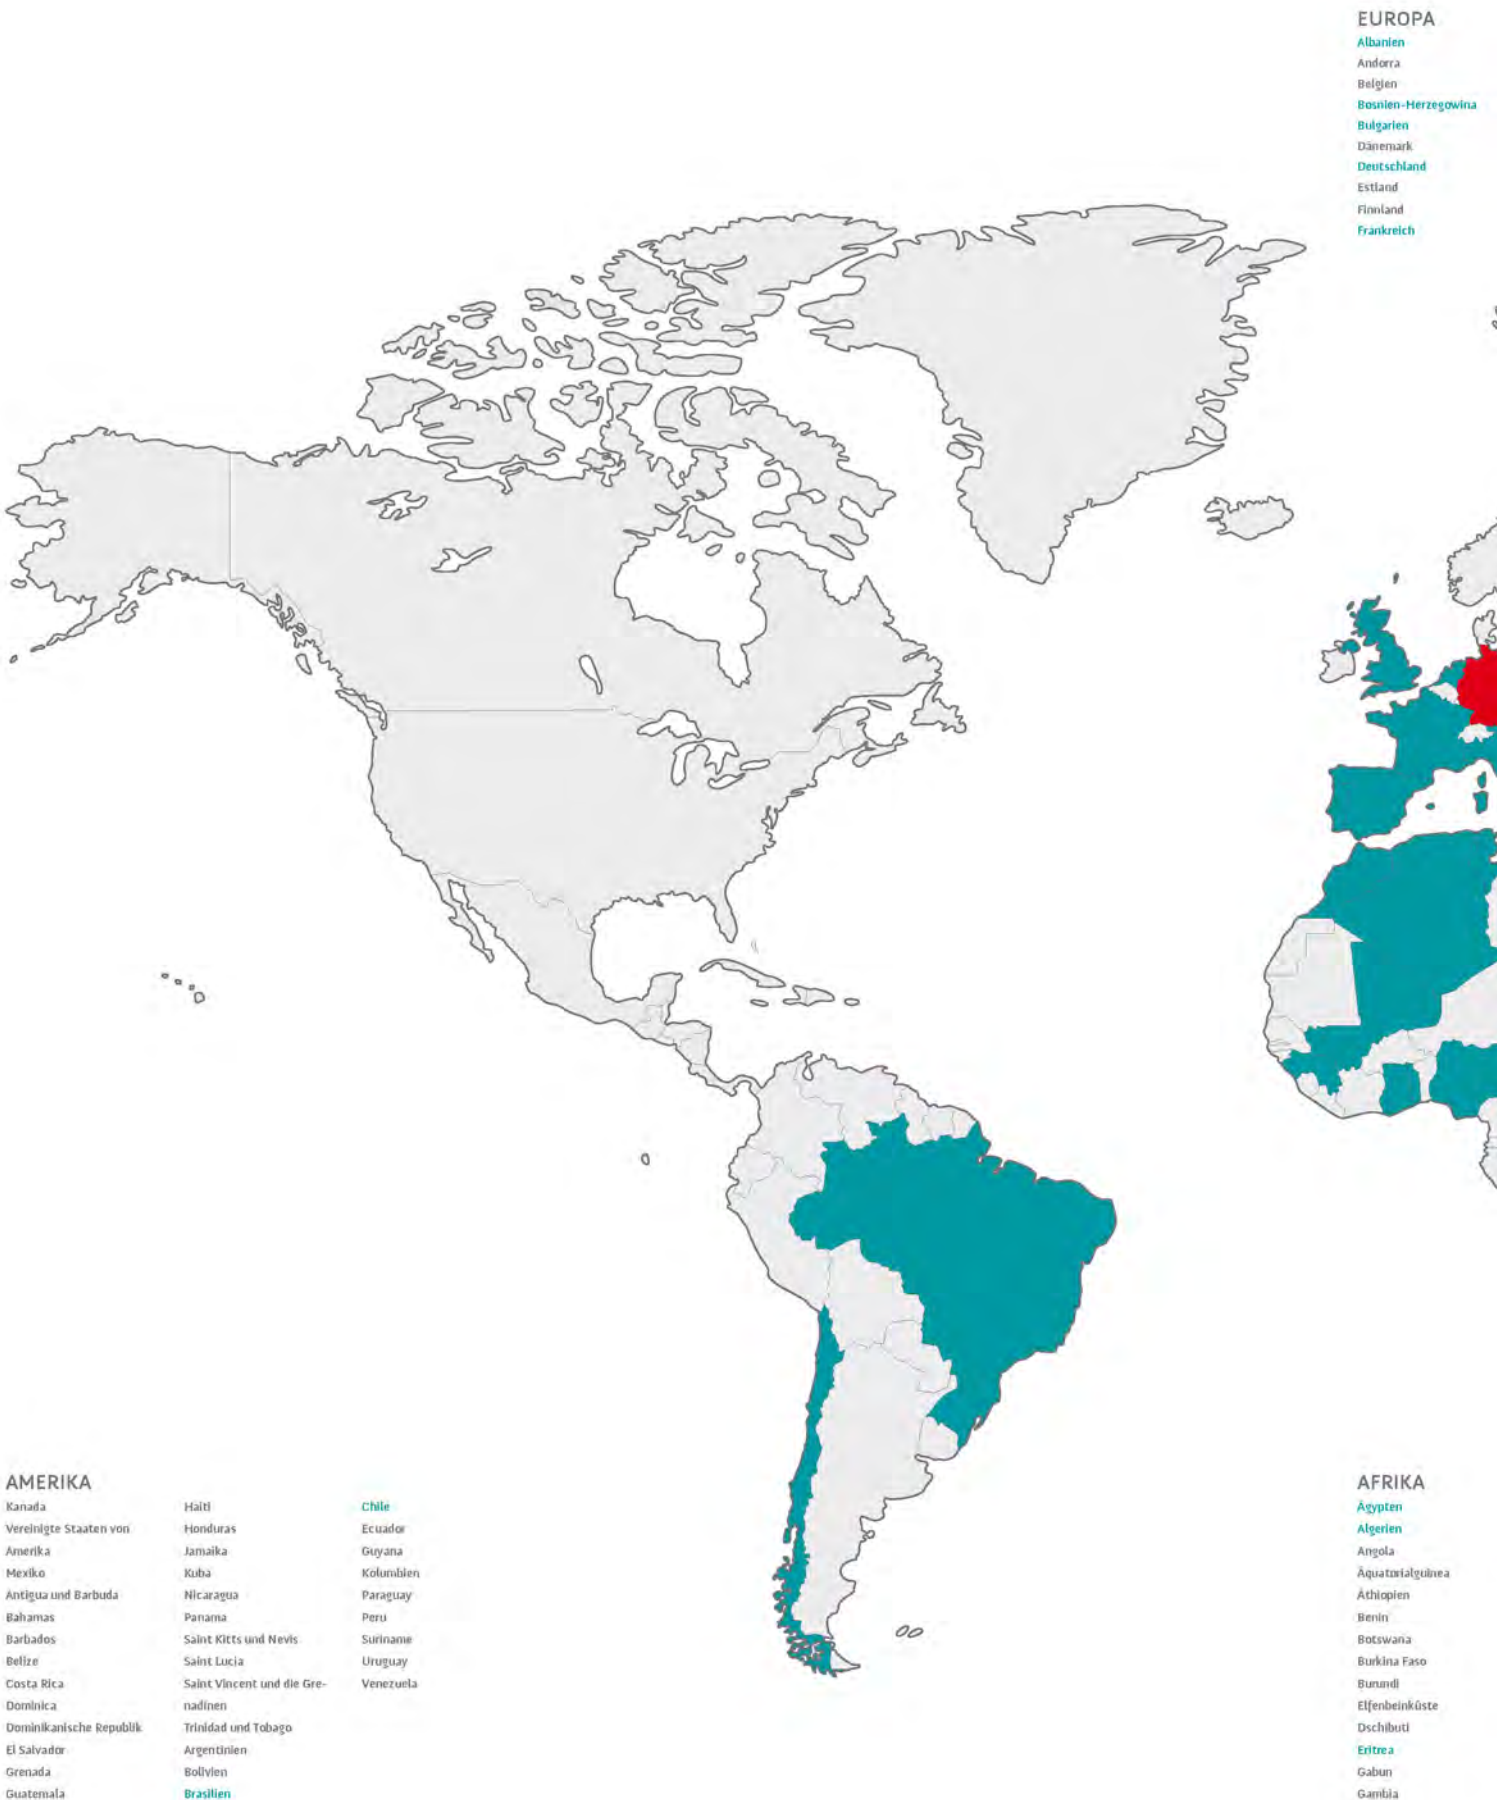 EUROPA
Albanien
Andorra
Belgien
Bosnien-Herzegowina
Bulgarien
Dänemark
Deutschland
Estland
Finnland
Frankreich
AMERIKA
Kanada
Vereinigte Staaten von
Amerika
Mexiko
Antigua und Barbuda
Bahamas
Barbados
Belize
Costa Rica
Dominica
Dominikanische Republik
El Salvador
Grenada
Guatemala
Haiti
Honduras
Jamaika
Kuba
Nicaragua
Panama
Saint Kitts und Nevis
Saint Lucia
Saint Vincent und die Gre-
nadinen
Trinidad und Tobago
Argentinien
Bolivien
Brasilien
Chile
Ecuador
Guyana
Kolumbien
Paraguay
Peru
Suriname
Uruguay
Venezuela
AFRIKA
Ägypten
Algerien
Angola
Äquatorialguinea
Äthiopien
Benin
Botswana
Burkina Faso
Burundi
Elfenbeinküste
Dschibuti
Eritrea
Gabun
Gambia